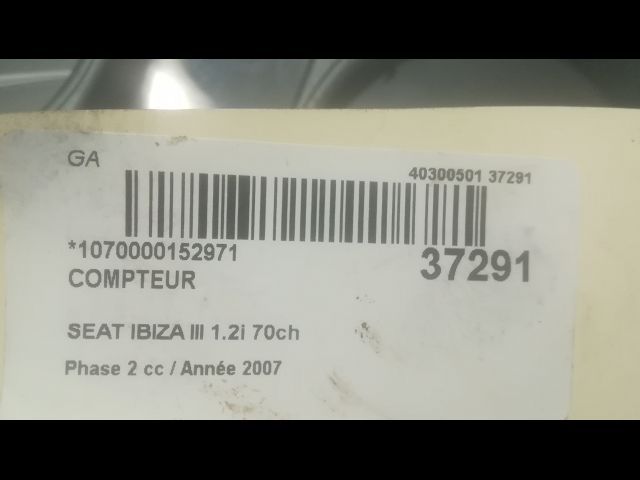 GA
40300501 37291
*1070000152971
37291
COMPTEUR
SEAT IBIZA III 1.2i 70ch
Phase 2 cc / Année 2007